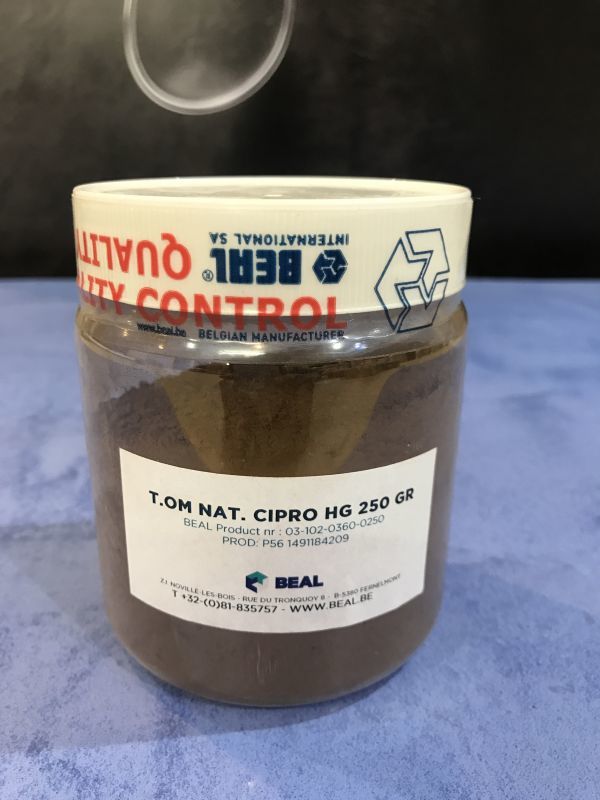 INTERNATIONAL SA
BEAL®
QUALITY
QUALITY CONTROL
www.beal.be BELGIAN MANUFACTURER
T.OM NAT. CIPRO HG 250 GR
BEAL Product nr : 03-102-0360-0250
PROD: P56 1491184209
BEAL
Z.I. NOVILLE-LES-BOIS - RUE DU TRONQUOY 8 - B-5380 FERNELMONT
T +32-(0)81-835757 - WWW.BEAL.BE